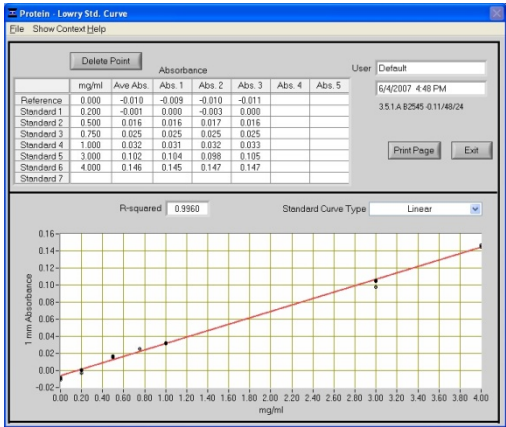 Protein - Lowry Std. Curve
File Show Context Help
Delete Point
Absorbance
User Default
mg/ml Ave Abs. Abs. 1 Abs. 2 Abs. 3 Abs. 4 Abs. 5
6/4/2007 4:48 PM
Reference 0.000 -0.010 -0.009 -0.010 -0.011
3.5.1.A B2545 -0.11/48/24
Standard 1 0.200 -0.001 0.000 -0.003 0.000
Standard 2 0.500 0.016 0.016 0.017 0.016
Standard 3 0.750 0.025 0.025 0.025 0.025
Standard 4 1.000 0.032 0.031 0.032 0.033
Standard 5 3.000 0.102 0.104 0.098 0.105
Standard 6 4.000 0.146 0.145 0.147 0.147
Standard 7
Print Page Exit
R-squared 0.9960 Standard Curve Type Linear
1 mm Absorbance
0.16
0.14
0.12
0.10
0.08
0.06
0.04
0.02
0.00
-0.02
0.00 0.20 0.40 0.60 0.80 1.00 1.20 1.40 1.60 1.80 2.00 2.20 2.40 2.60 2.80 3.00 3.20 3.40 3.60 3.80 4.00
mg/ml